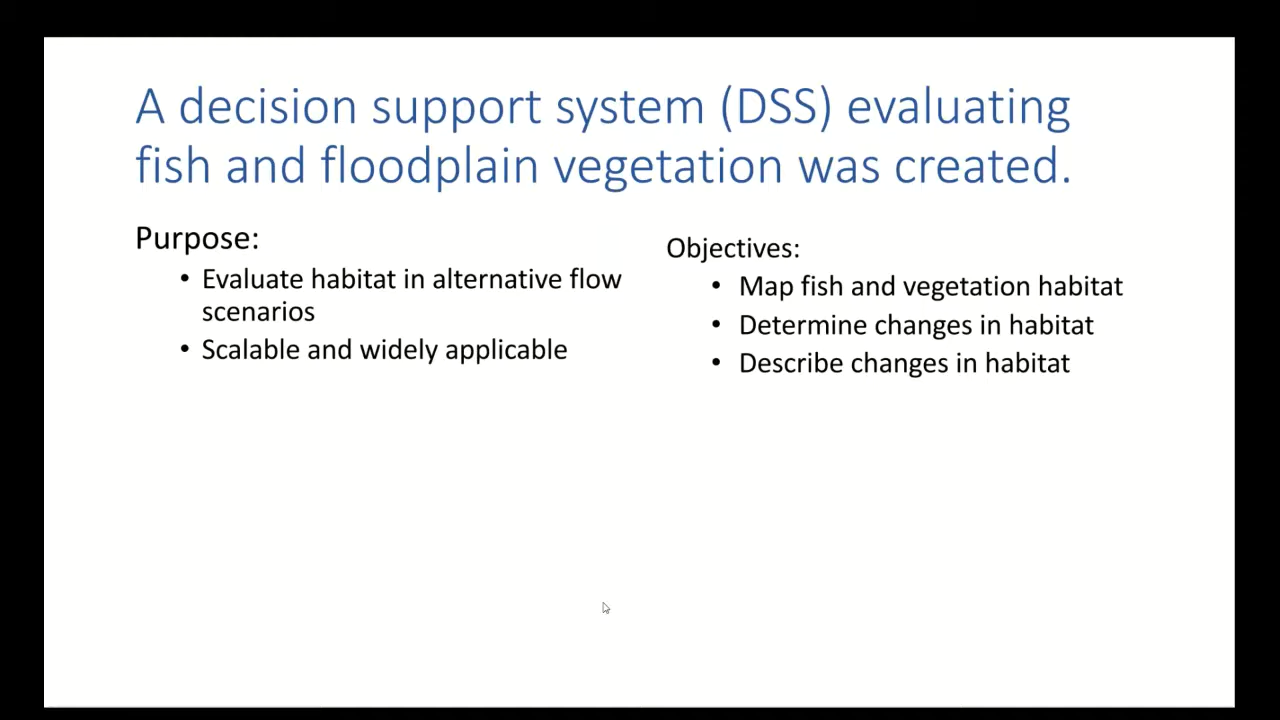 A decision support system (DSS) evaluating
fish and floodplain vegetation was created.
Purpose:
• Evaluate habitat in alternative flow
scenarios
• Scalable and widely applicable
Objectives:
• Map fish and vegetation habitat
• Determine changes in habitat
• Describe changes in habitat